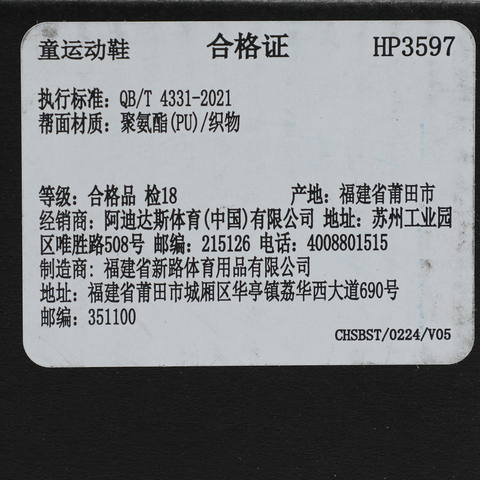 童运动鞋 合格证 HP3597
执行标准: QB/T 4331-2021
帮面材质: 聚氨酯(PU)/织物
等级: 合格品 检18 产地: 福建省莆田市
经销商: 阿迪达斯体育(中国)有限公司 地址: 苏州工业园
区唯胜路508号 邮编: 215126 电话: 4008801515
制造商: 福建省新路体育用品有限公司
地址: 福建省莆田市城厢区华亭镇荔华西大道690号
邮编: 351100
CHSBST/0224/V05